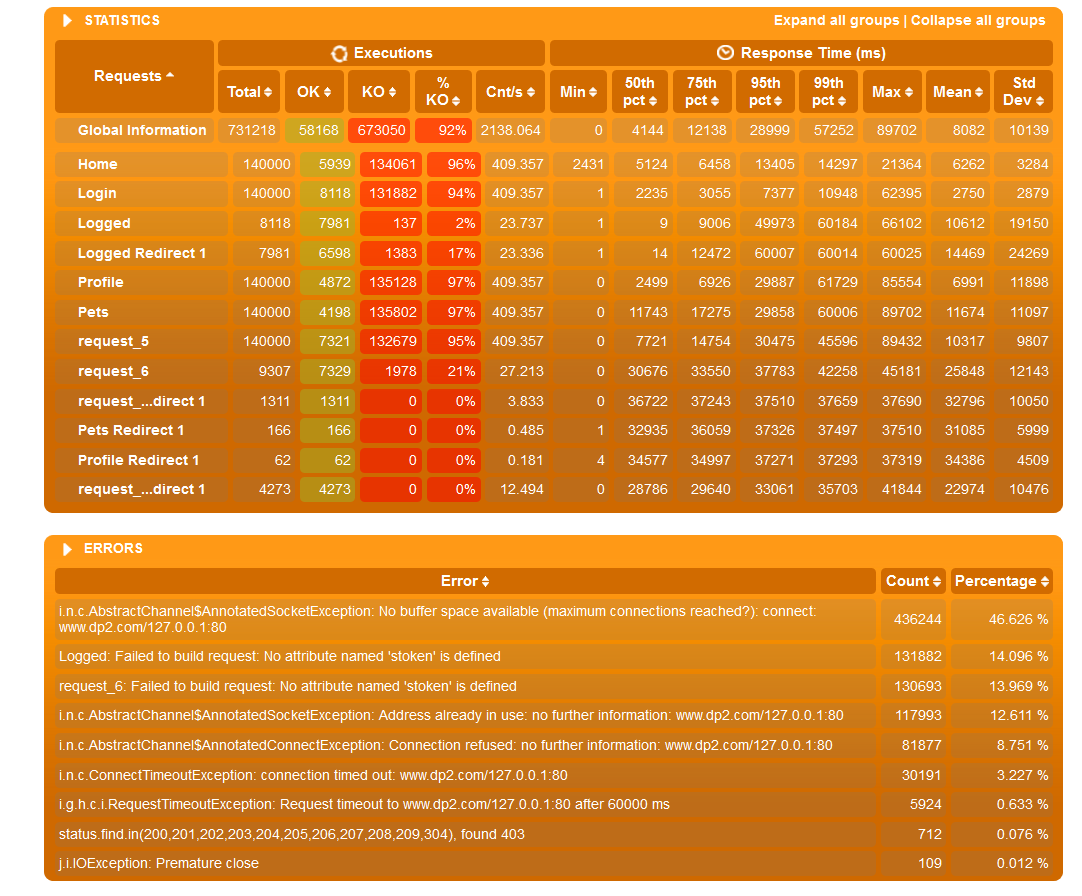 STATISTICS Expand all groups | Collapse all groups
Requests Executions Response Time (ms)
Total OK KO % KO Cnt/s Min 50th pct 75th pct 95th pct 99th pct Max Mean Std Dev
Global Information 731218 58168 673050 92% 2138.064 0 4144 12138 28999 57252 89702 8082 10139
Home 140000 5939 134061 96% 409.357 2431 5124 6458 13405 14297 21364 6262 3284
Login 140000 8118 131882 94% 409.357 1 2235 3055 7377 10948 62395 2750 2879
Logged 8118 7981 137 2% 23.737 1 9 9006 49973 60184 66102 10612 19150
Logged Redirect 1 7981 6598 1383 17% 23.336 1 14 12472 60007 60014 60025 14469 24269
Profile 140000 4872 135128 97% 409.357 0 2499 6926 29887 61729 85554 6991 11898
Pets 140000 4198 135802 97% 409.357 0 11743 17275 29858 60006 89702 11674 11097
request_5 140000 7321 132679 95% 409.357 0 7721 14754 30475 45596 89432 10317 9807
request_6 9307 7329 1978 21% 27.213 0 30676 33550 37783 42258 45181 25848 12143
request_...direct 1 1311 1311 0 0% 3.833 0 36722 37243 37510 37659 37690 32796 10050
Pets Redirect 1 166 166 0 0% 0.485 1 32935 36059 37326 37497 37510 31085 5999
Profile Redirect 1 62 62 0 0% 0.181 4 34577 34997 37271 37293 37319 34386 4509
request_...direct 1 4273 4273 0 0% 12.494 0 28786 29640 33061 35703 41844 22974 10476
ERRORS
Error Count Percentage
i.n.c.AbstractChannel$AnnotatedSocketException: No buffer space available (maximum connections reached?): connect:
www.dp2.com/127.0.0.1:80 436244 46.626 %
Logged: Failed to build request: No attribute named 'stoken' is defined 131882 14.096 %
request_6: Failed to build request: No attribute named 'stoken' is defined 130693 13.969 %
i.n.c.AbstractChannel$AnnotatedSocketException: Address already in use: no further information: www.dp2.com/127.0.0.1:80 117993 12.611 %
i.n.c.AbstractChannel$AnnotatedConnectException: Connection refused: no further information: www.dp2.com/127.0.0.1:80 81877 8.751 %
i.n.c.ConnectTimeoutException: connection timed out: www.dp2.com/127.0.0.1:80 30191 3.227 %
i.g.h.c.i.RequestTimeoutException: Request timeout to www.dp2.com/127.0.0.1:80 after 60000 ms 5924 0.633 %
status.find.in(200,201,202,203,204,205,206,207,208,209,304), found 403 712 0.076 %
j.i.IOException: Premature close 109 0.012 %